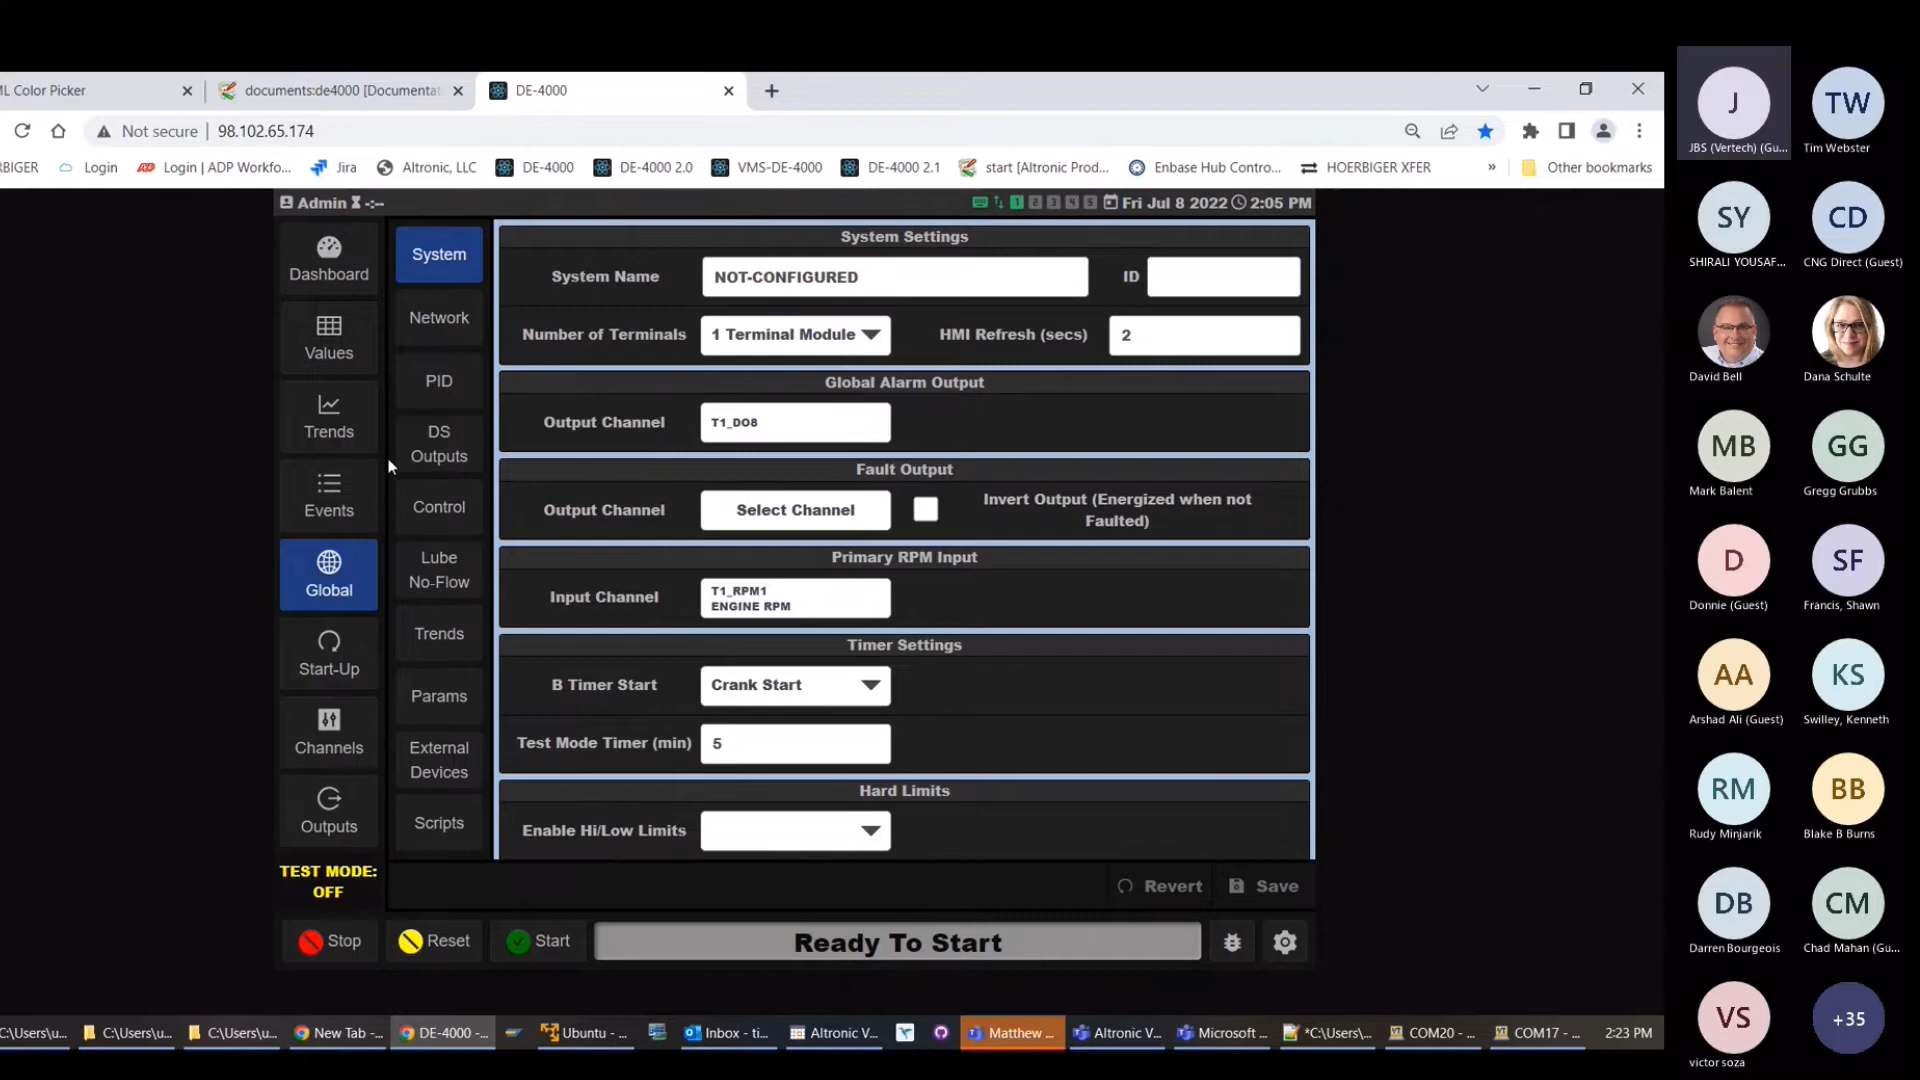 ML Color Picker
documents:de4000 [Documentat
DE-4000
Not secure
98.102.65.174
RBIGER
Login
Login | ADP Workfo...
Jira
Altronic, LLC
DE-4000
DE-4000 2.0
VMS-DE-4000
DE-4000 2.1
start [Altronic Prod...
Enbase Hub Contro...
HOERBIGER XFER
»
Other bookmarks
Admin -:--
1 2 3 4 5
Fri Jul 8 2022 2:05 PM
Dashboard
Values
Trends
Events
Global
Start-Up
Channels
Outputs
TEST MODE:
OFF
System
Network
PID
DS
Outputs
Control
Lube
No-Flow
Trends
Params
External
Devices
Scripts
System Settings
System Name NOT-CONFIGURED ID
Number of Terminals 1 Terminal Module HMI Refresh (secs) 2
Global Alarm Output
Output Channel T1_DO8
Fault Output
Output Channel Select Channel Invert Output (Energized when not
Faulted)
Primary RPM Input
Input Channel T1_RPM1
ENGINE RPM
Timer Settings
B Timer Start Crank Start
Test Mode Timer (min) 5
Hard Limits
Enable Hi/Low Limits
Revert Save
Stop Reset Start Ready To Start
C:\Users\u...
C:\Users\u...
C:\Users\u...
New Tab -...
DE-4000 -...
Ubuntu - ...
Inbox - ti...
Altronic V...
Matthew ...
Altronic V...
Microsoft ...
*C:\Users\...
COM20 - ...
COM17 - ...
2:23 PM
J
JBS (Vertech) (Gu...
TW
Tim Webster
SY
SHIRALI YOUSAF...
CD
CNG Direct (Guest)
David Bell
Dana Schulte
MB
Mark Balent
GG
Gregg Grubbs
D
Donnie (Guest)
SF
Francis, Shawn
AA
Arshad Ali (Guest)
KS
Swilley, Kenneth
RM
Rudy Minjarik
BB
Blake B Burns
DB
Darren Bourgeois
CM
Chad Mahan (Gu...
VS
victor soza
+35